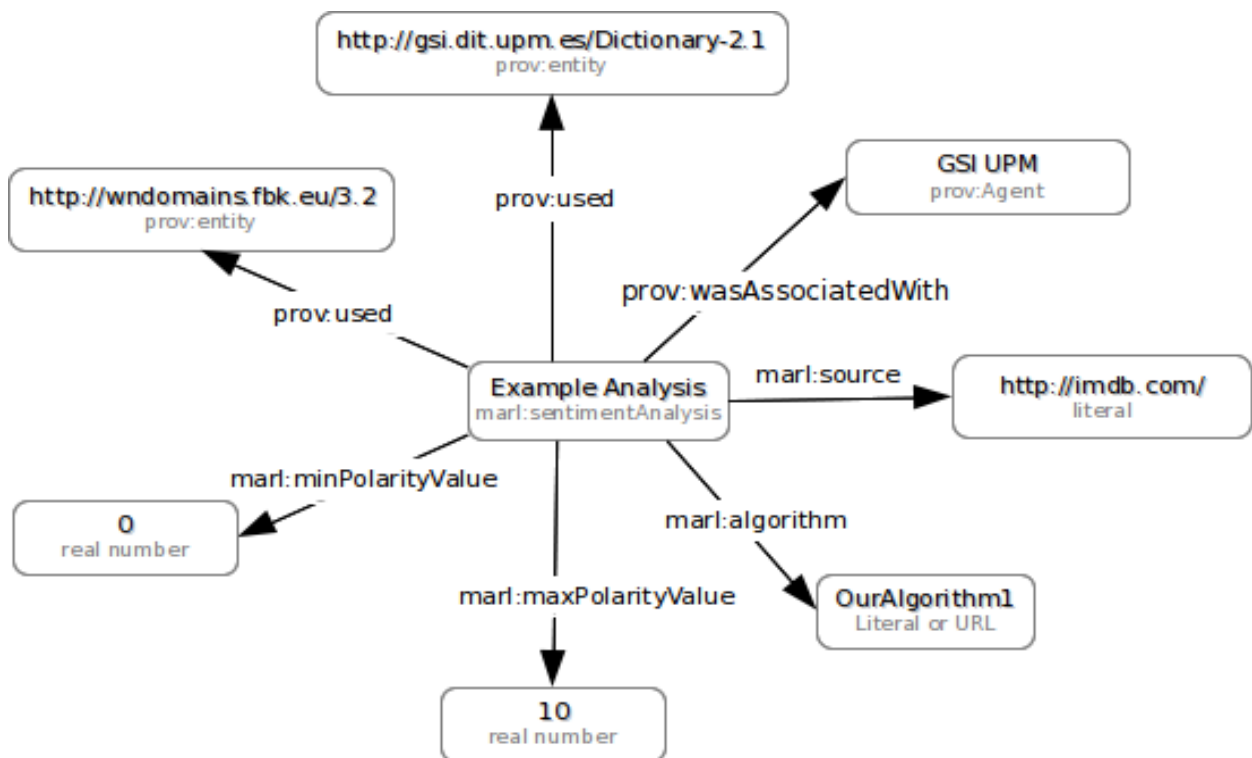 http://gsi.dit.upm.es/Dictionary-2.1
prov:entity
GSI UPM
prov:Agent
http://wndomains.fbk.eu/3.2
prov:entity
prov:used
prov:used
prov:wasAssociatedWith
Example Analysis
marl:sentimentAnalysis
marl:source
http://imdb.com/
literal
marl:minPolarityValue
0
real number
marl:algorithm
marl:maxPolarityValue
OurAlgorithm1
Literal or URL
10
real number